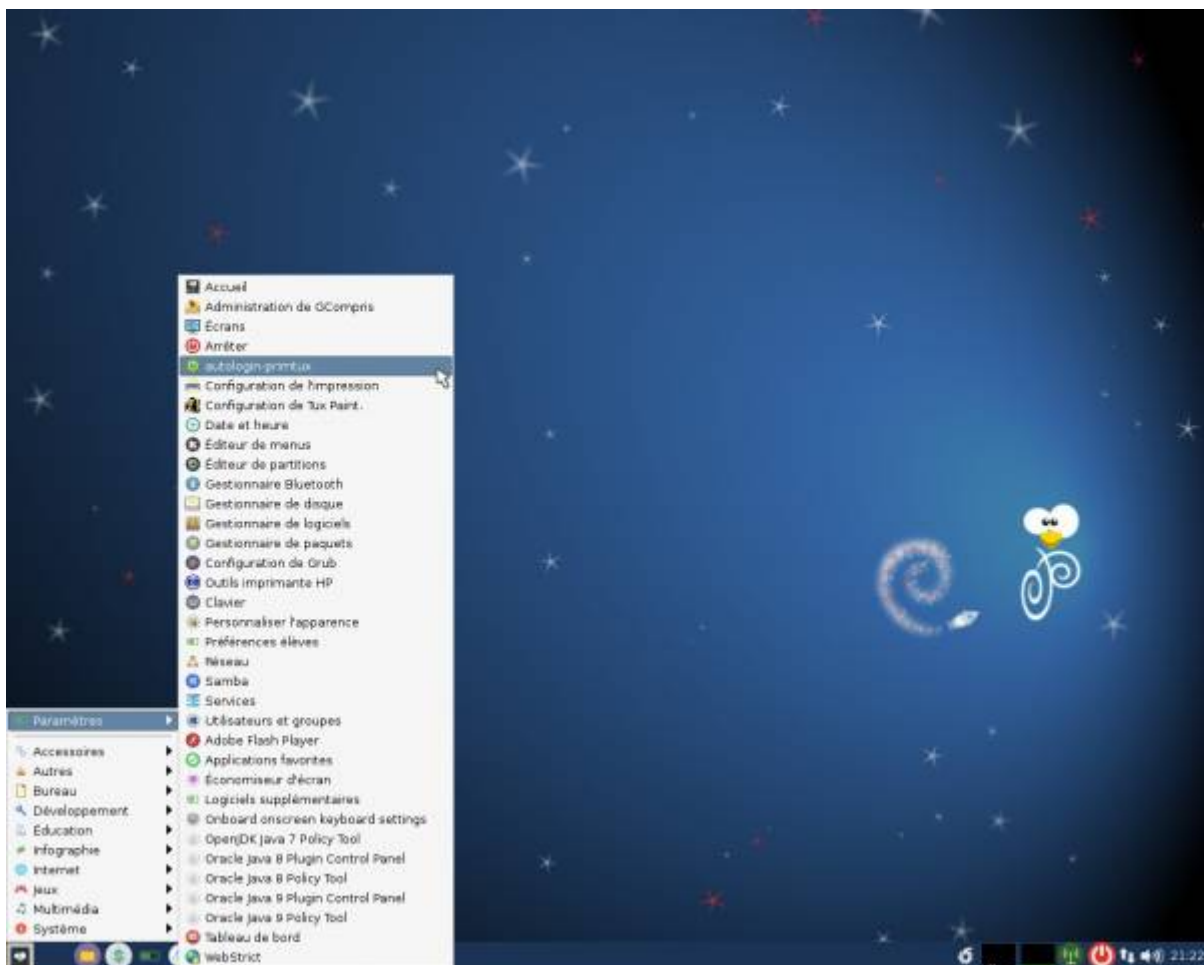 Accueil
Administration de GCompris
Écrans
Arrêter
autologin-primtux
Configuration de l'impression
Configuration de Tux Paint.
Date et heure
Éditeur de menus
Éditeur de partitions
Gestionnaire Bluetooth
Gestionnaire de disque
Gestionnaire de logiciels
Gestionnaire de paquets
Configuration de Grub
Outils imprimante HP
Clavier
Personnaliser l'apparence
Préférences élèves
Réseau
Samba
Services
Utilisateurs et groupes
Adobe Flash Player
Applications favorites
Économiseur d'écran
Logiciels supplémentaires
Onboard onscreen keyboard settings
OpenJDK Java 7 Policy Tool
Oracle Java 8 Plugin Control Panel
Oracle Java 8 Policy Tool
Oracle Java 9 Plugin Control Panel
Oracle Java 9 Policy Tool
Tableau de bord
WebStrict
Paramètres
Accessoires
Autres
Bureau
Développement
Éducation
Infographie
Internet
Jeux
Multimédia
Système
21:22